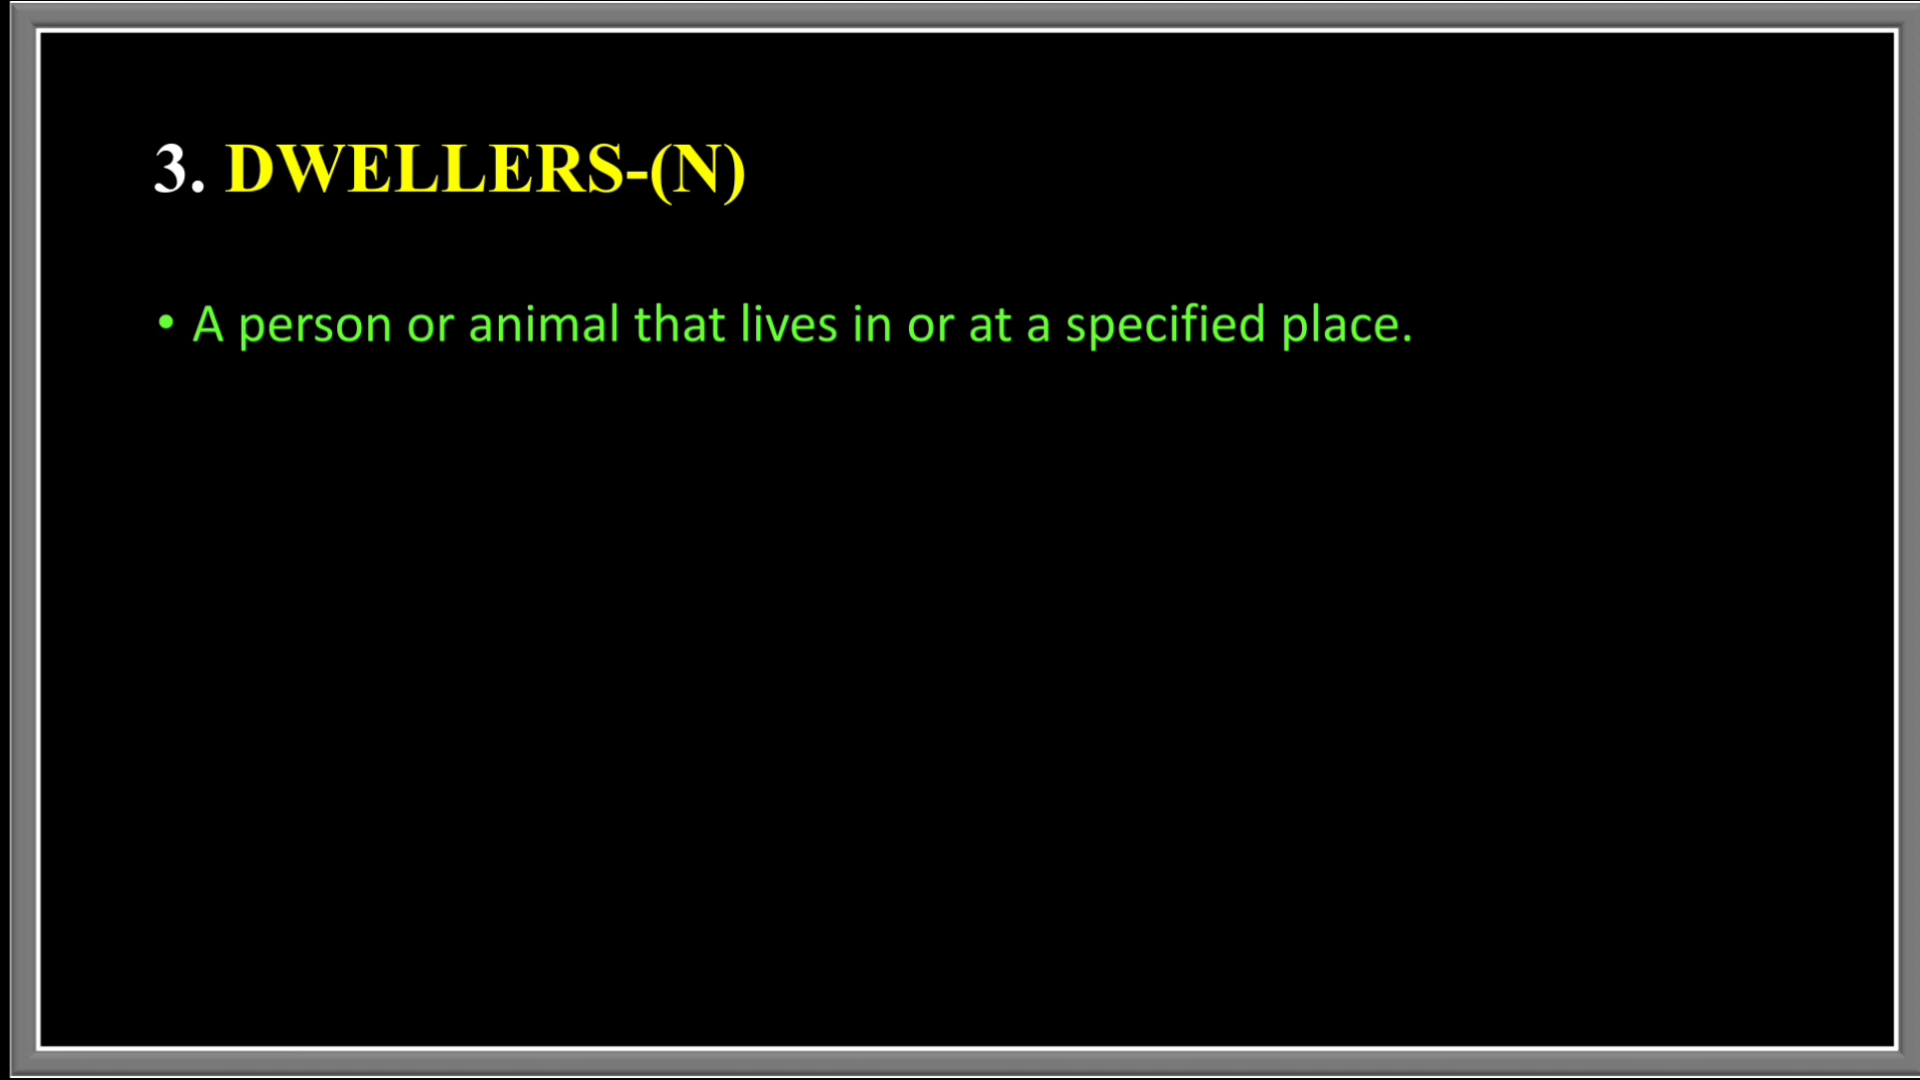 3. DWELLERS-(N)
• A person or animal that lives in or at a specified place.